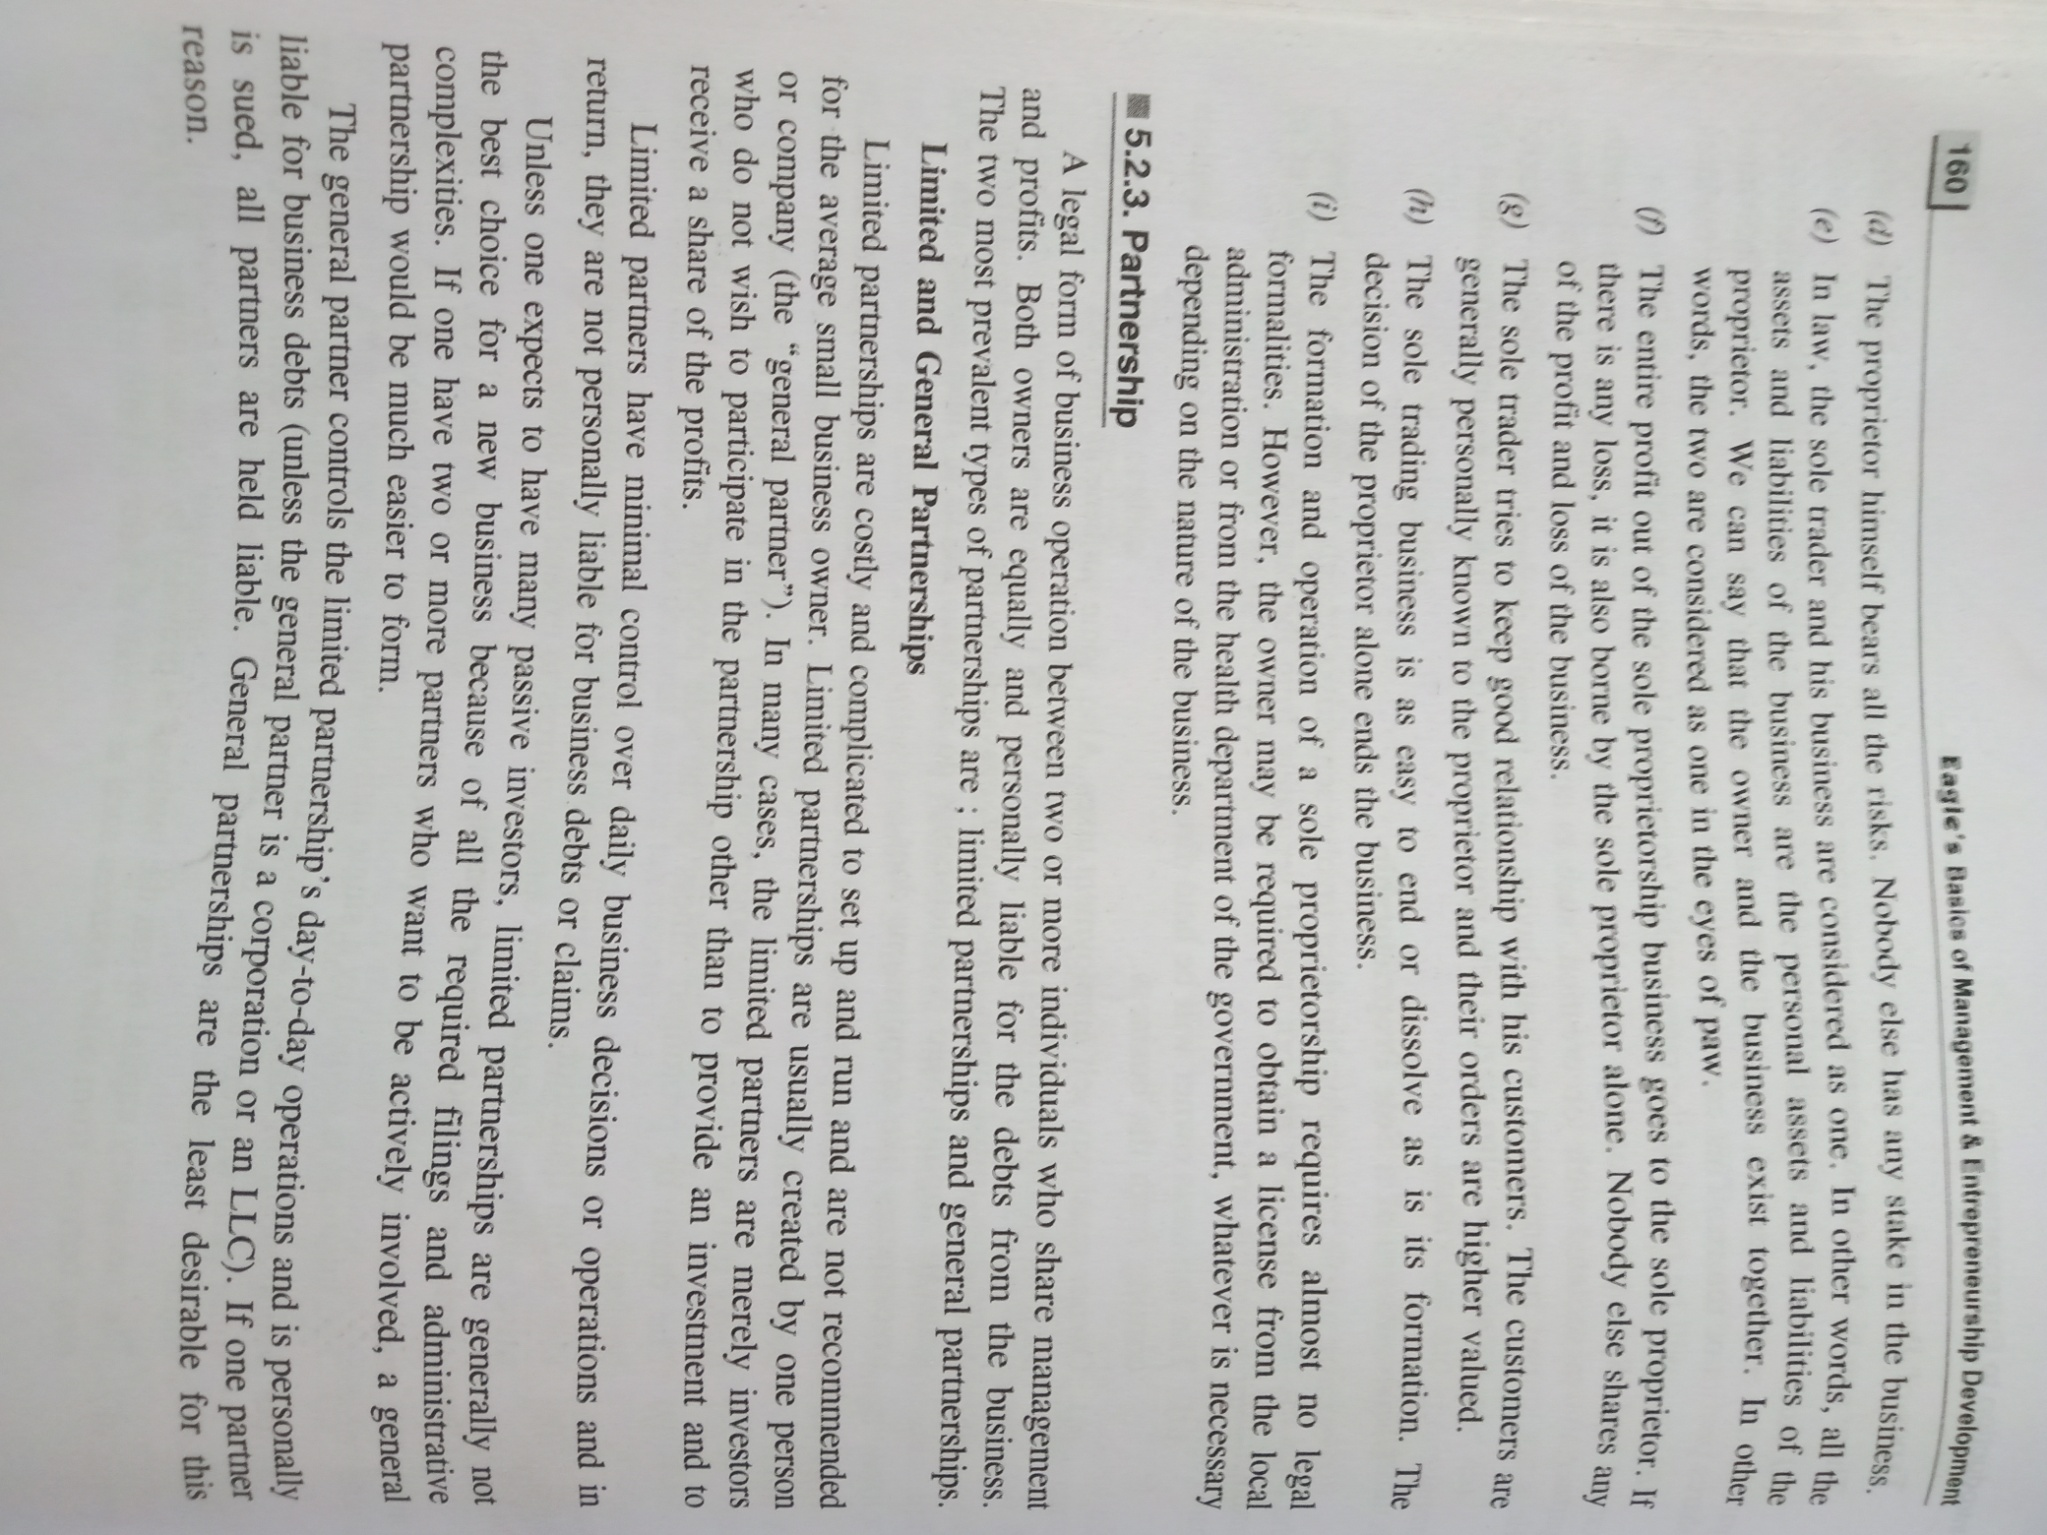 160
Eagle's Basics of Management & Entrepreneurship Development
(d) The proprietor himself bears all the risks. Nobody else has any stake in the business.
(e) In law, the sole trader and his business are considered as one. In other words, all the
assets and liabilities of the business are the personal assets and liabilities of the
proprietor. We can say that the owner and the business exist together. In other
words, the two are considered as one in the eyes of paw.
(f) The entire profit out of the sole proprietorship business goes to the sole proprietor. If
there is any loss, it is also borne by the sole proprietor alone. Nobody else shares any
of the profit and loss of the business.
(g) The sole trader tries to keep good relationship with his customers. The customers are
generally personally known to the proprietor and their orders are higher valued.
(h) The sole trading business is as easy to end or dissolve as is its formation. The
decision of the proprietor alone ends the business.
(i) The formation and operation of a sole proprietorship requires almost no legal
formalities. However, the owner may be required to obtain a license from the local
administration or from the health department of the government, whatever is necessary
depending on the nature of the business.
5.2.3. Partnership
A legal form of business operation between two or more individuals who share management
and profits. Both owners are equally and personally liable for the debts from the business.
The two most prevalent types of partnerships are ; limited partnerships and general partnerships.
Limited and General Partnerships
Limited partnerships are costly and complicated to set up and run and are not recommended
for the average small business owner. Limited partnerships are usually created by one person
or company (the “general partner”). In many cases, the limited partners are merely investors
who do not wish to participate in the partnership other than to provide an investment and to
receive a share of the profits.
Limited partners have minimal control over daily business decisions or operations and in
return, they are not personally liable for business debts or claims.
Unless one expects to have many passive investors, limited partnerships are generally not
the best choice for a new business because of all the required filings and administrative
complexities. If one have two or more partners who want to be actively involved, a general
partnership would be much easier to form.
The general partner controls the limited partnership’s day-to-day operations and is personally
liable for business debts (unless the general partner is a corporation or an LLC). If one partner
is sued, all partners are held liable. General partnerships are the least desirable for this
reason.